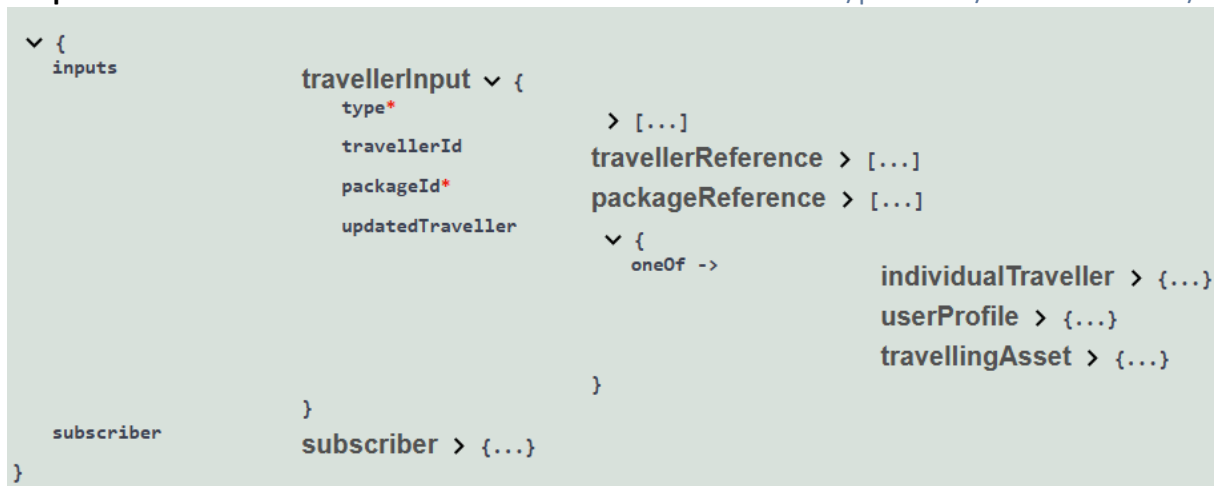 {
inputs travellerInput {
type* > [...]
travellerId travellerReference > [...]
packageId* packageReference > [...]
updatedTraveller {
oneOf -> individualTraveller > {...}
userProfile > {...}
travellingAsset > {...}
}
}
subscriber subscriber > {...}
}